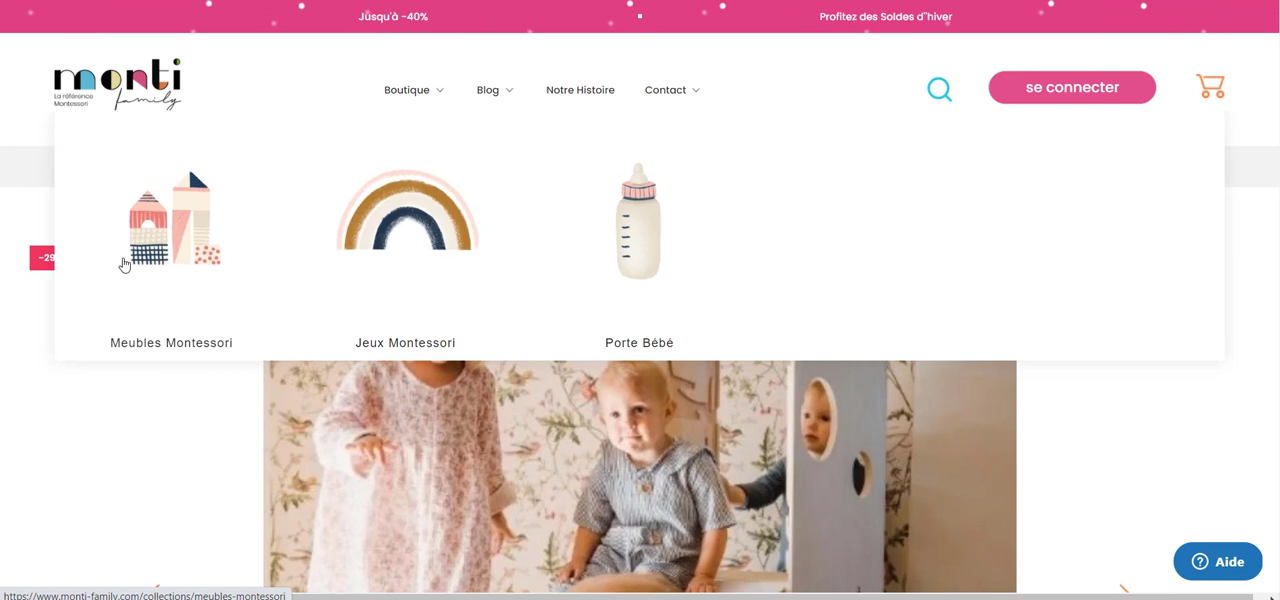 Jusqu'à -40%
Profitez des Soldes d"hiver
monti
family
La référence
Montessori
Boutique
Blog
Notre Histoire
Contact
se connecter
-29
Meubles Montessori
Jeux Montessori
Porte Bébé
Aide
https://www.monti-family.com/collections/meubles-montessori